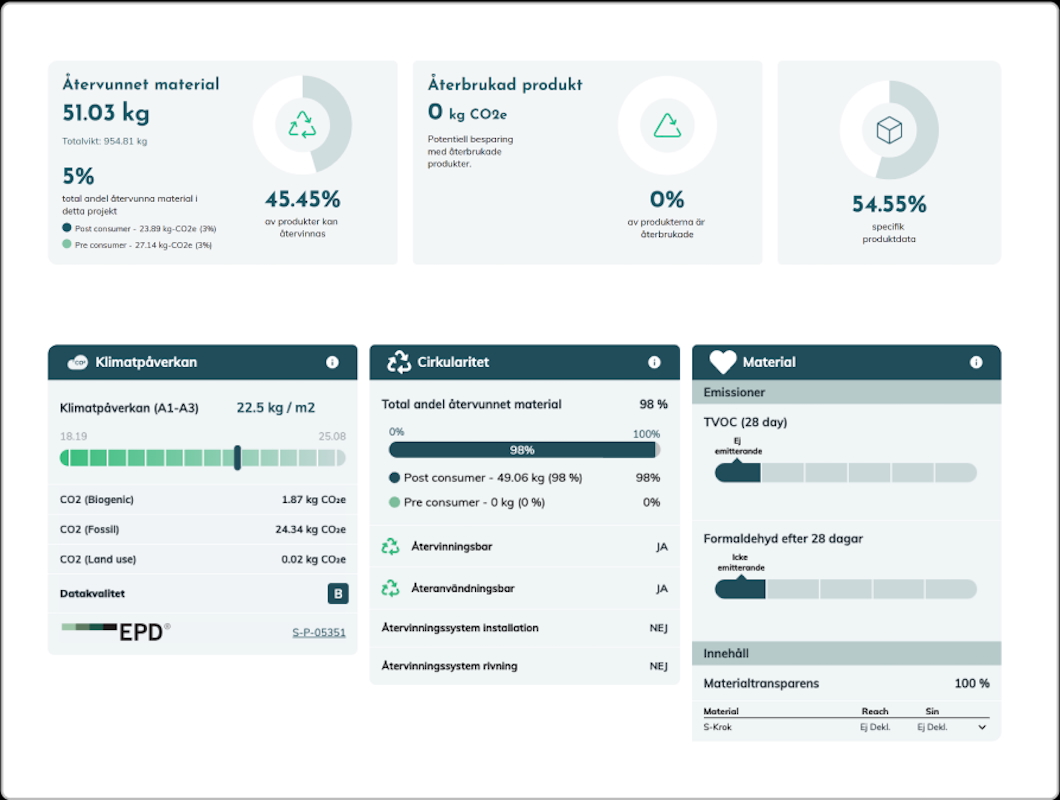 Återvunnet material
51.03 kg
Totalvikt: 954.81 kg
5%
total andel återvunna material i
detta projekt
Post consumer - 23.89 kg-CO2e (3%)
Pre consumer - 27.14 kg-CO2e (3%)
45.45%
av produkter kan
återvinnas
Återbrukad produkt
0 kg CO2e
Potentiell besparing
med återbrukade
produkter.
0%
av produkterna är
återbrukade
54.55%
specifik
produktdata
CO2 Klimatpåverkan
Klimatpåverkan (A1-A3) 22.5 kg / m2
18.19 25.08
CO2 (Biogenic) 1.87 kg CO₂e
CO2 (Fossil) 24.34 kg CO₂e
CO2 (Land use) 0.02 kg CO₂e
Datakvalitet B
EPD® S-P-05351
Cirkularitet
Total andel återvunnet material 98 %
0% 100%
98%
Post consumer - 49.06 kg (98 %) 98%
Pre consumer - 0 kg (0 %) 0%
Återvinningsbar JA
Återanvändningsbar JA
Återvinningssystem installation NEJ
Återvinningssystem rivning NEJ
Material
Emissioner
TVOC (28 day)
Ej
emitterande
Formaldehyd efter 28 dagar
Icke
emitterande
Innehåll
Materialtransparens 100 %
Material Reach Sin
S-Krok Ej Dekl. Ej Dekl.